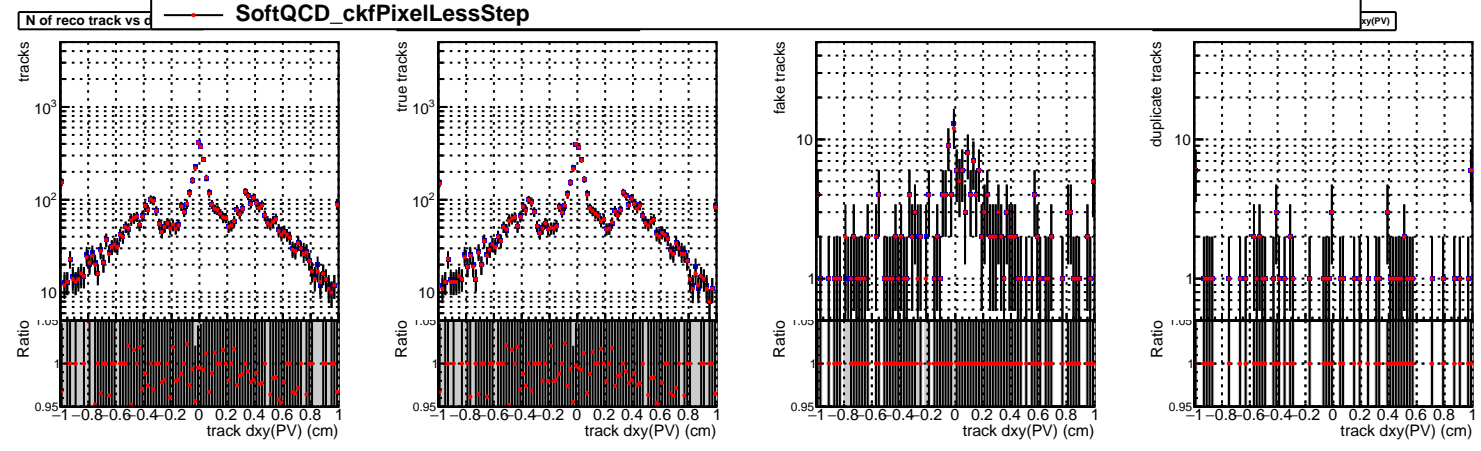 SoftQCD_ckfPixelLessStep
N of reco track vs d
xy(PV)
tracks
10³
10²
10
Ratio
1.05
1
0.95
−1 −0.8 −0.6 −0.4 −0.2 0 0.2 0.4 0.6 0.8 1
track dxy(PV) (cm)
true tracks
10³
10²
10
Ratio
1.05
1
0.95
−1 −0.8 −0.6 −0.4 −0.2 0 0.2 0.4 0.6 0.8 1
track dxy(PV) (cm)
fake tracks
10
1
Ratio
1.05
1
0.95
−1 −0.8 −0.6 −0.4 −0.2 0 0.2 0.4 0.6 0.8 1
track dxy(PV) (cm)
duplicate tracks
10
1
Ratio
1.05
1
0.95
−1 −0.8 −0.6 −0.4 −0.2 0 0.2 0.4 0.6 0.8 1
track dxy(PV) (cm)